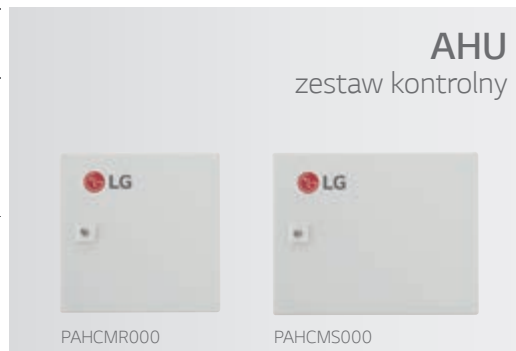 AHU
zestaw kontrolny
LG
LG
PAHCMR000
PAHCMS000